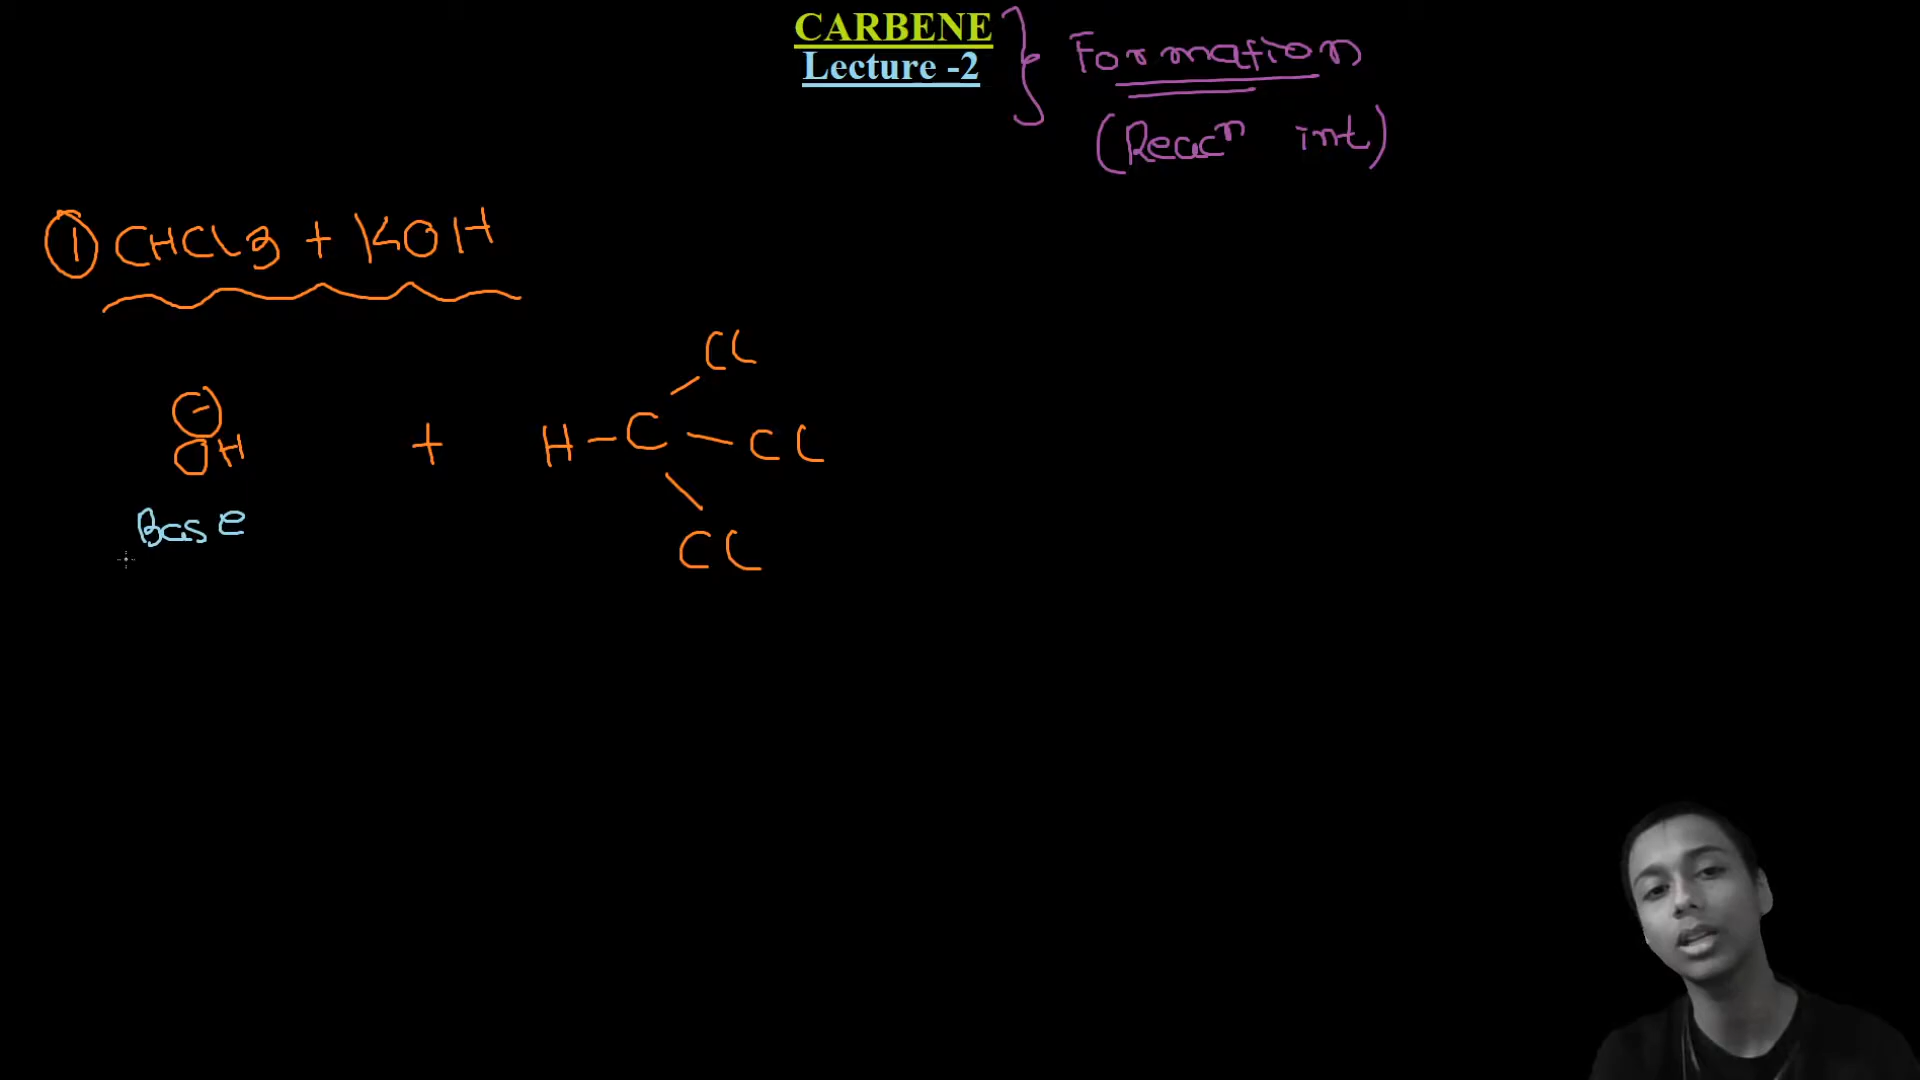 CARBENE
Lecture -2
Formation
(Reacⁿ int)
① CHCl3 + KOH
Cl
⊖
OH + H - C - Cl
Cl
Base